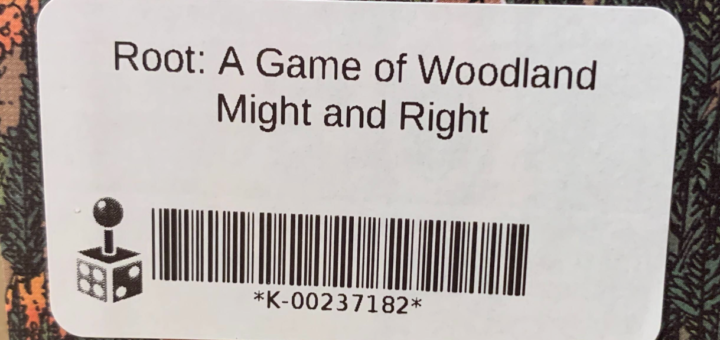 Root: A Game of Woodland
Might and Right
*K-00237182*